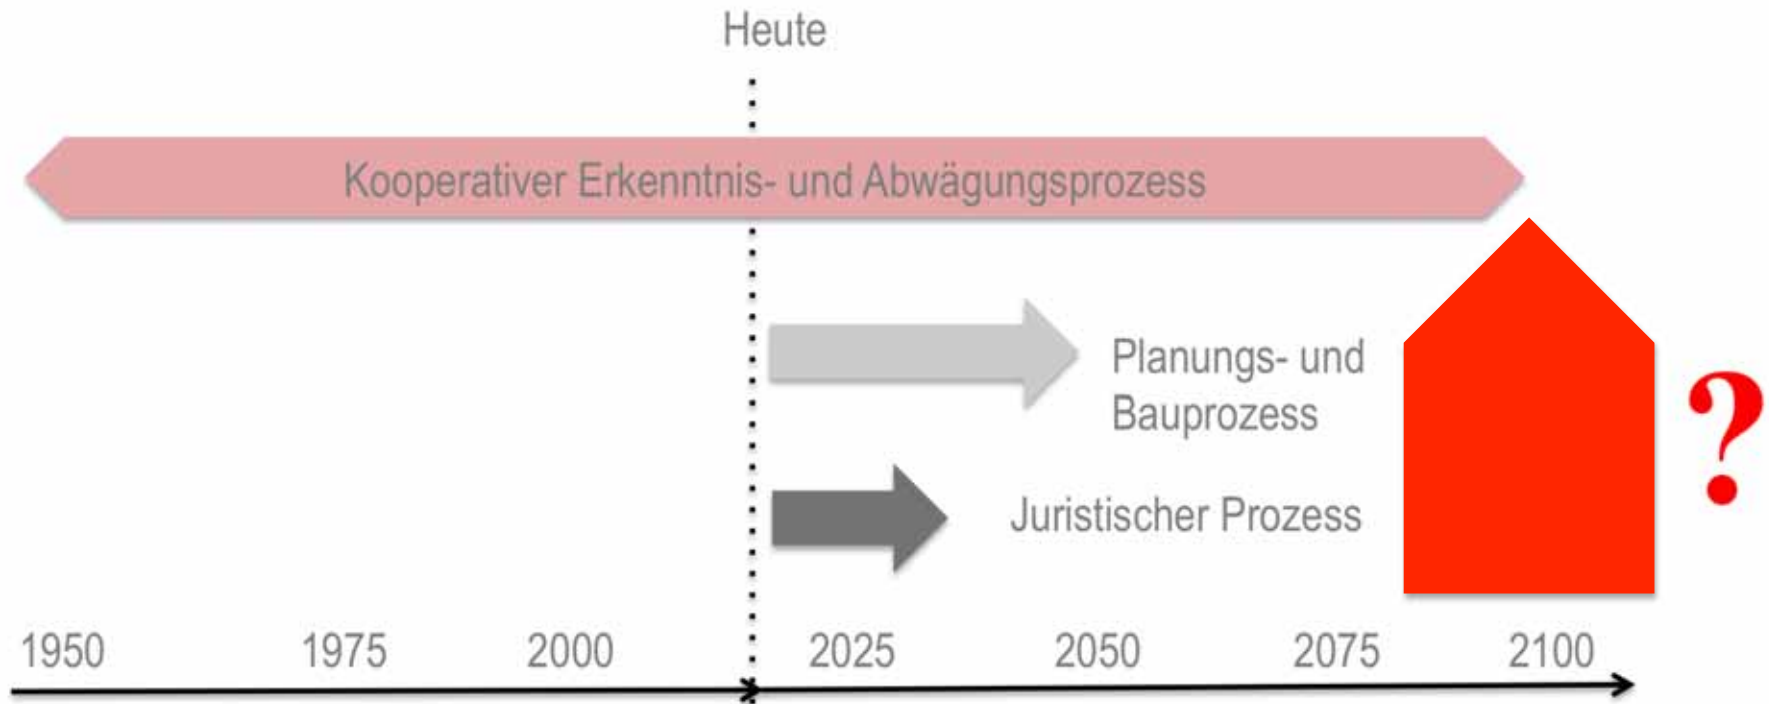 Heute
Kooperativer Erkenntnis- und Abwägungsprozess
Planungs- und
Bauprozess
?
Juristischer Prozess
1950 1975 2000 2025 2050 2075 2100